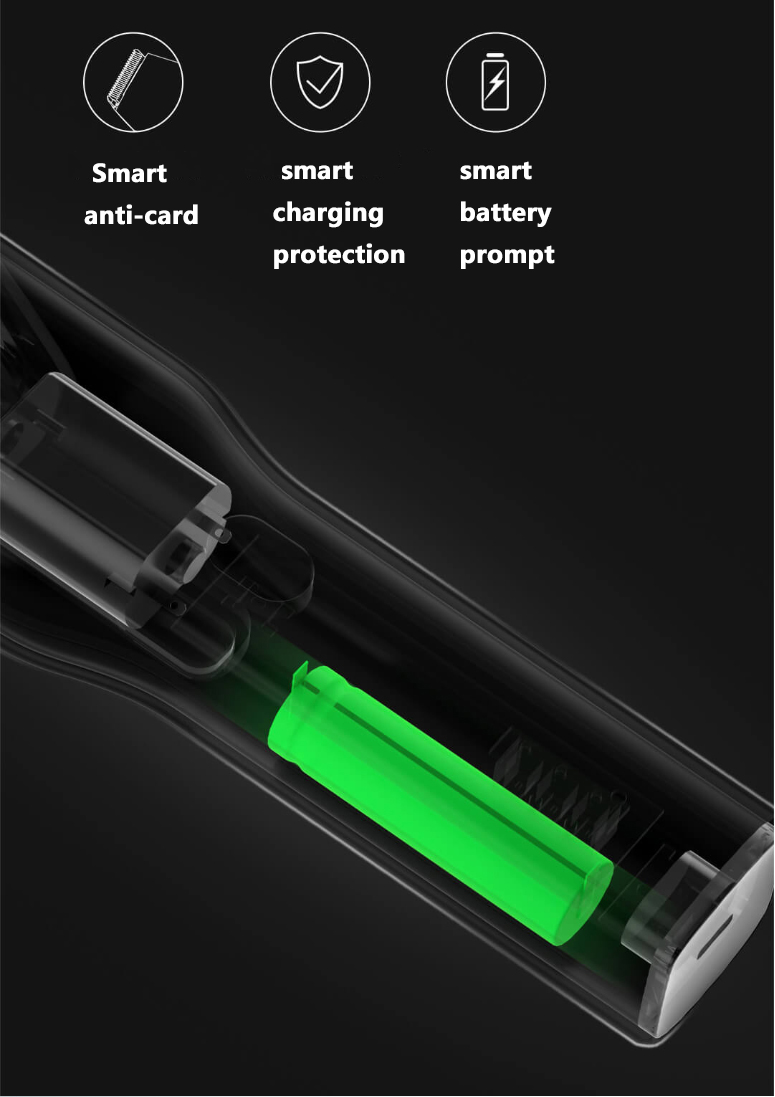 Smart
anti-card
smart
charging
protection
smart
battery
prompt